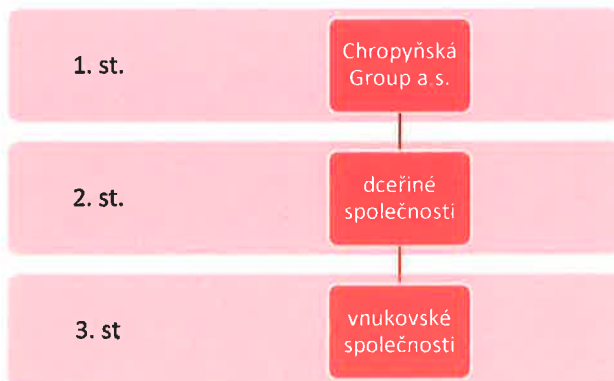 1. st.
Chropyňská
Group a.s.
2. st.
dceřiné
společnosti
3. st
vnukovské
společnosti